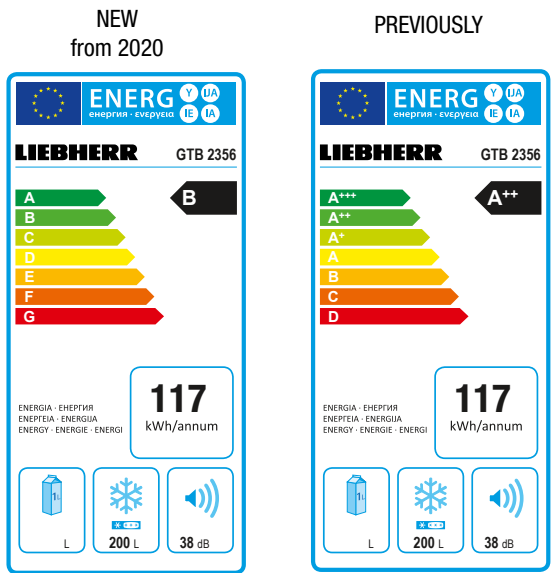 NEW
from 2020
ENERG Y IJA
енергия · ενεργεια IE IA
LIEBHERR GTB 2356
A
B
C
D
E
F
G
B
ENERGIA · ЕНЕРГИЯ
ΕΝΕΡΓΕΙΑ · ENERGIJA
ENERGY · ENERGIE · ENERGI
117
kWh/annum
1L
L
200 L
38 dB
PREVIOUSLY
ENERG Y IJA
енергия · ενεργεια IE IA
LIEBHERR GTB 2356
A+++
A++
A+
A
B
C
D
A++
ENERGIA · ЕНЕРГИЯ
ΕΝΕΡΓΕΙΑ · ENERGIJA
ENERGY · ENERGIE · ENERGI
117
kWh/annum
1L
L
200 L
38 dB